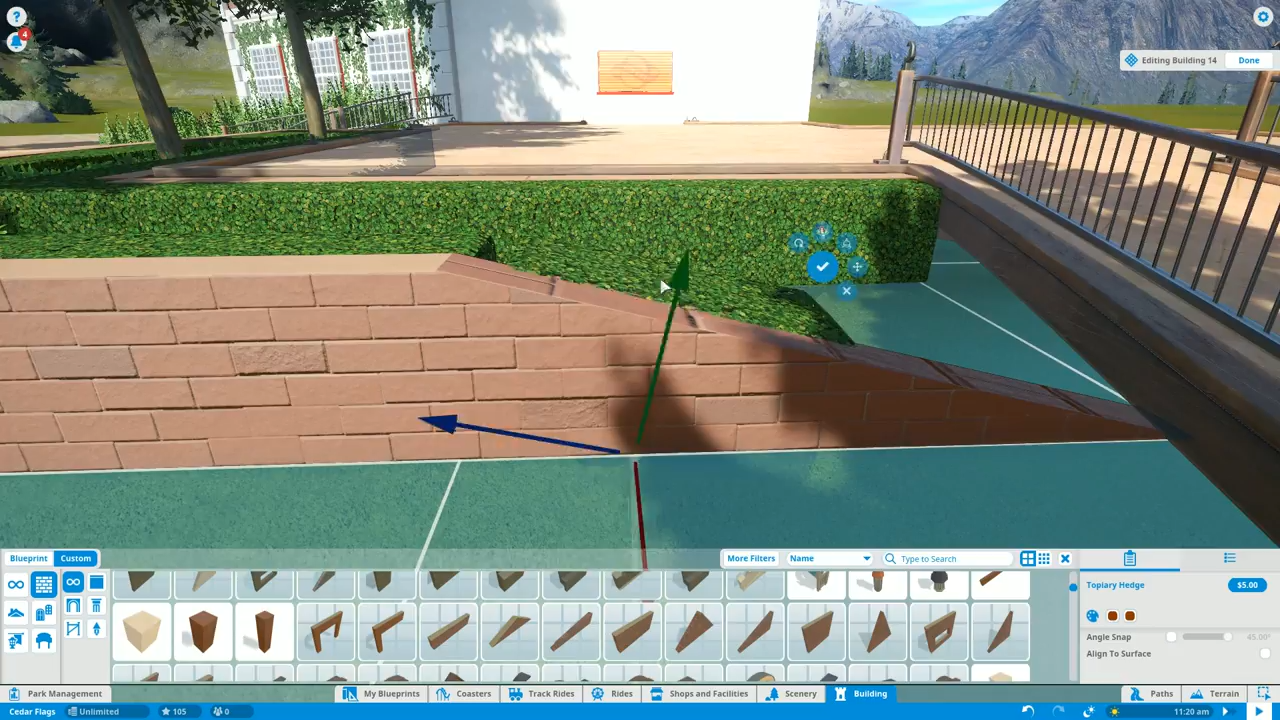 ?
4
Editing Building 14
Done
Blueprint
Custom
More Filters
Name
Type to Search
Topiary Hedge
$5.00
Angle Snap
45.00°
Align To Surface
Park Management
My Blueprints
Coasters
Track Rides
Rides
Shops and Facilities
Scenery
Building
Paths
Terrain
Cedar Flags
Unlimited
105
0
11:20 am